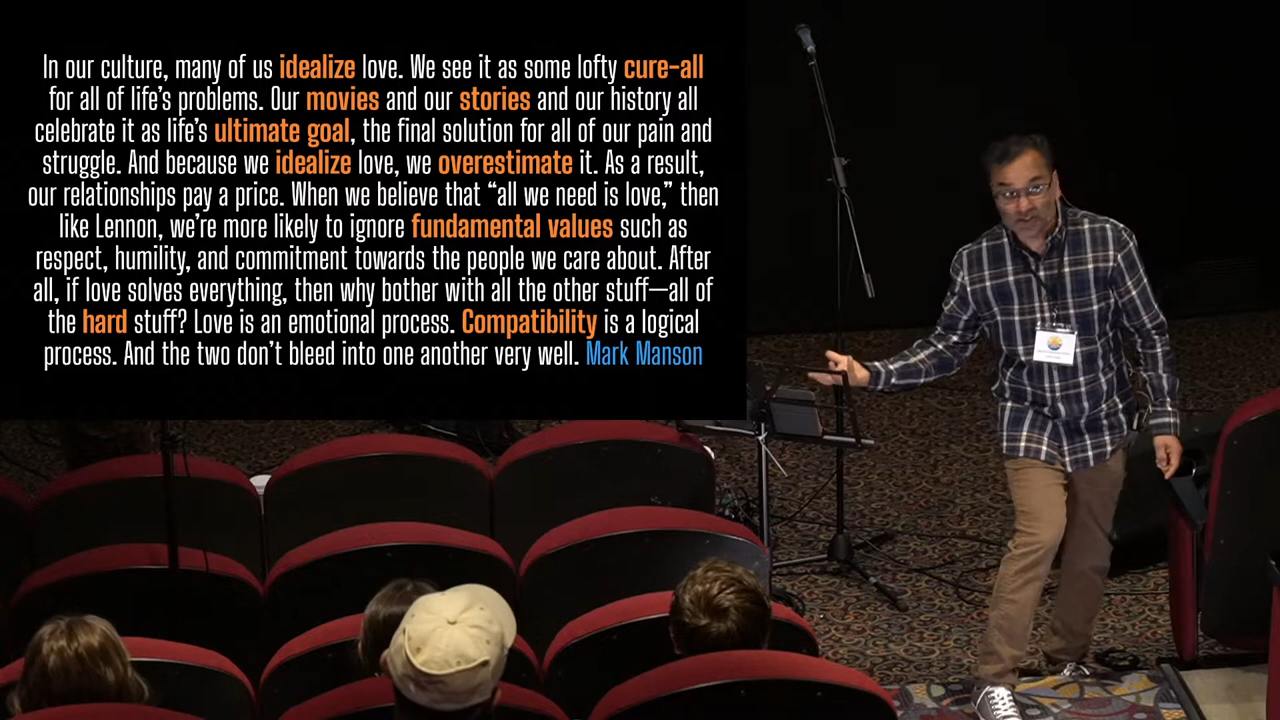 In our culture, many of us idealize love. We see it as some lofty cure-all
for all of life's problems. Our movies and our stories and our history all
celebrate it as life's ultimate goal, the final solution for all of our pain and
struggle. And because we idealize love, we overestimate it. As a result,
our relationships pay a price. When we believe that “all we need is love,” then
like Lennon, we're more likely to ignore fundamental values such as
respect, humility, and commitment towards the people we care about. After
all, if love solves everything, then why bother with all the other stuff—all of
the hard stuff? Love is an emotional process. Compatibility is a logical
process. And the two don't bleed into one another very well. Mark Manson